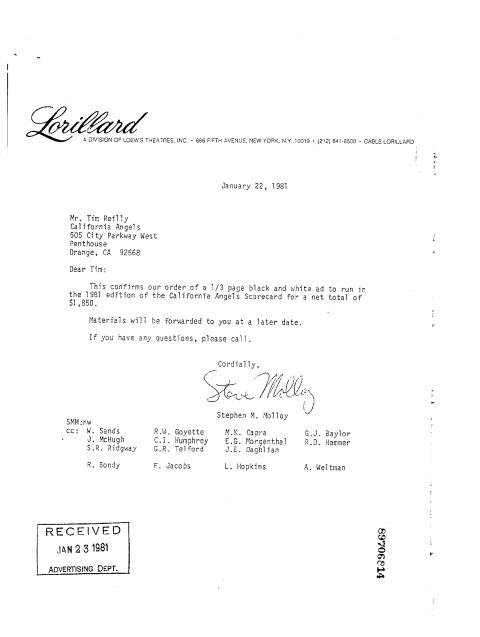 Lorillard
A DIVISION OF LOEW'S THEATRES, INC. • 666 FIFTH AVENUE, NEW YORK, N.Y. 10019 • (212) 841-8600 • CABLE LORILLARD
January 22, 1981
Mr. Tim Reilly
California Angels
505 City Parkway West
Penthouse
Orange, CA 92668
Dear Tim:
This confirms our order of a 1/3 page black and white ad to run in
the 1981 edition of the California Angels Scorecard for a net total of
$1,850.
Materials will be forwarded to you at a later date.
If you have any questions, please call.
Cordially,
Steve Molloy
Stephen M. Molloy
SMM:nw
cc: W. Sands R.W. Goyette M.K. Capra G.J. Baylor
J. McHugh C.I. Humphrey E.G. Morgenthal R.D. Hammer
S.R. Ridgway G.R. Telford J.E. Daghlian
R. Bondy F. Jacobs L. Hopkins A. Weltman
RECEIVED
JAN 23 1981
ADVERTISING DEPT.
89706814